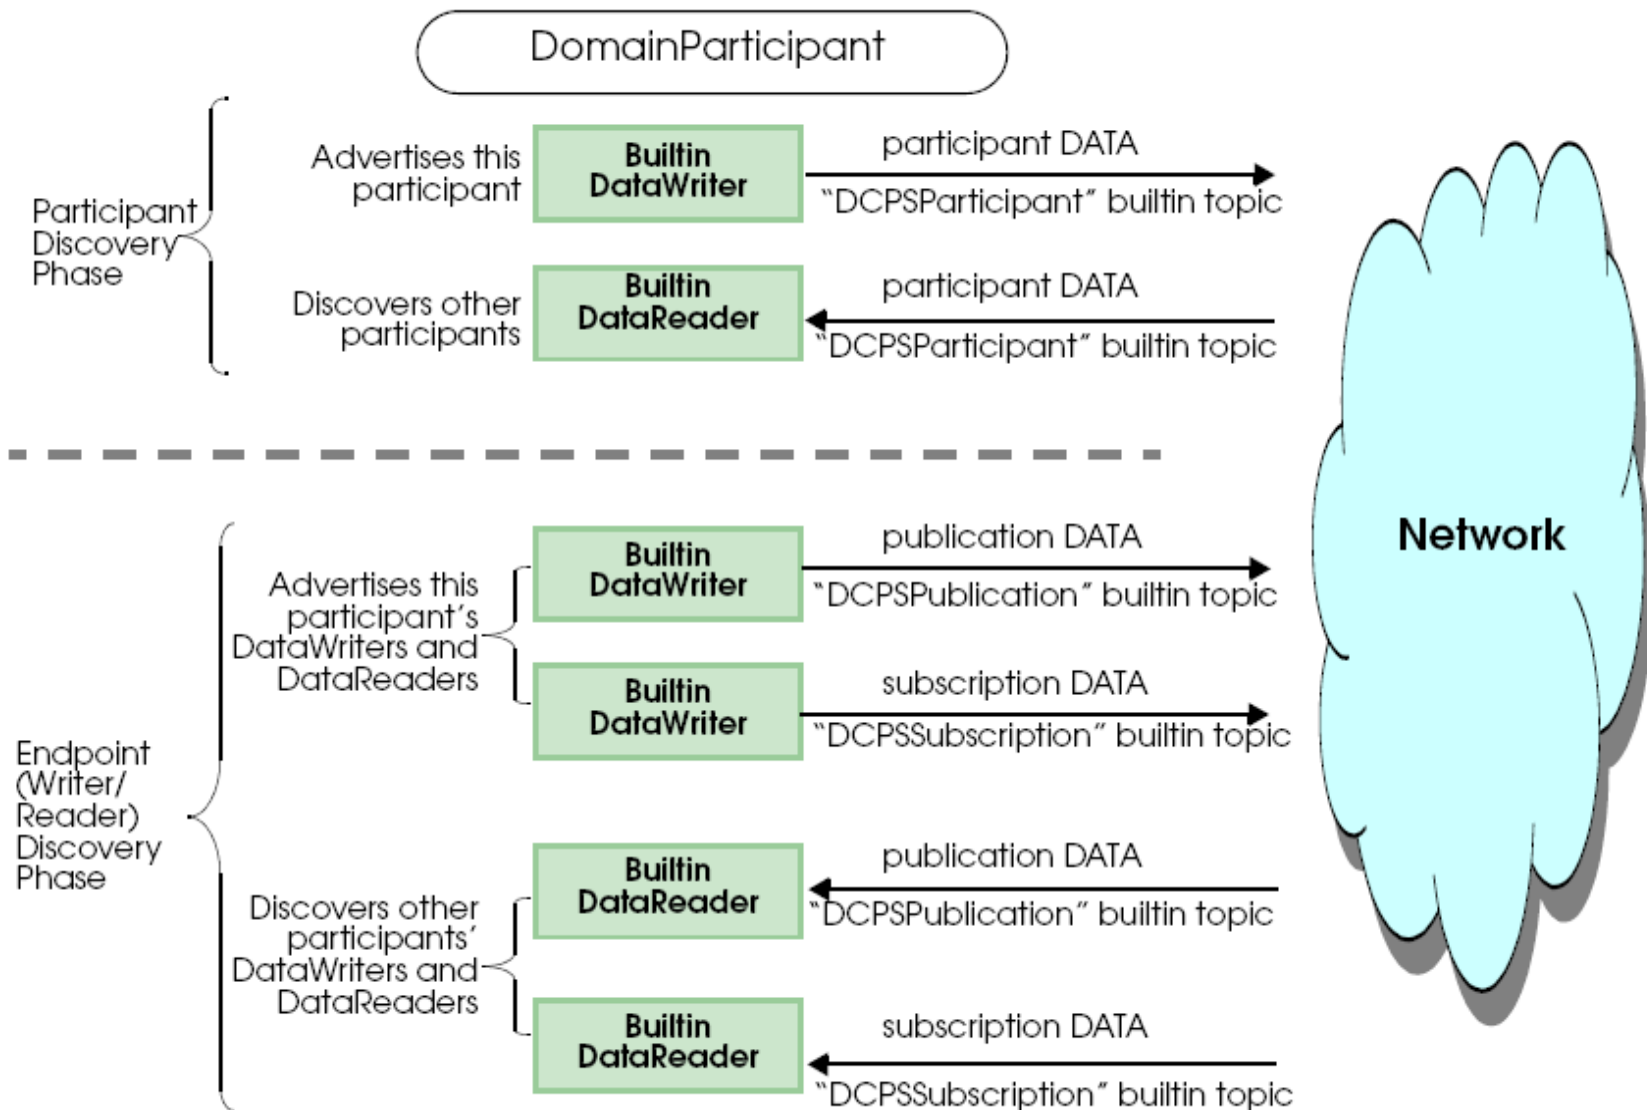 DomainParticipant
Participant
Discovery
Phase
Advertises this
participant
Builtin
DataWriter
participant DATA
“DCPSParticipant” builtin topic
Discovers other
participants
Builtin
DataReader
participant DATA
“DCPSParticipant” builtin topic
Network
Endpoint
(Writer/
Reader)
Discovery
Phase
Advertises this
participant’s
DataWriters and
DataReaders
Builtin
DataWriter
publication DATA
“DCPSPublication” builtin topic
Builtin
DataWriter
subscription DATA
“DCPSSubscription” builtin topic
Discovers other
participants’
DataWriters and
DataReaders
Builtin
DataReader
publication DATA
“DCPSPublication” builtin topic
Builtin
DataReader
subscription DATA
“DCPSSubscription” builtin topic